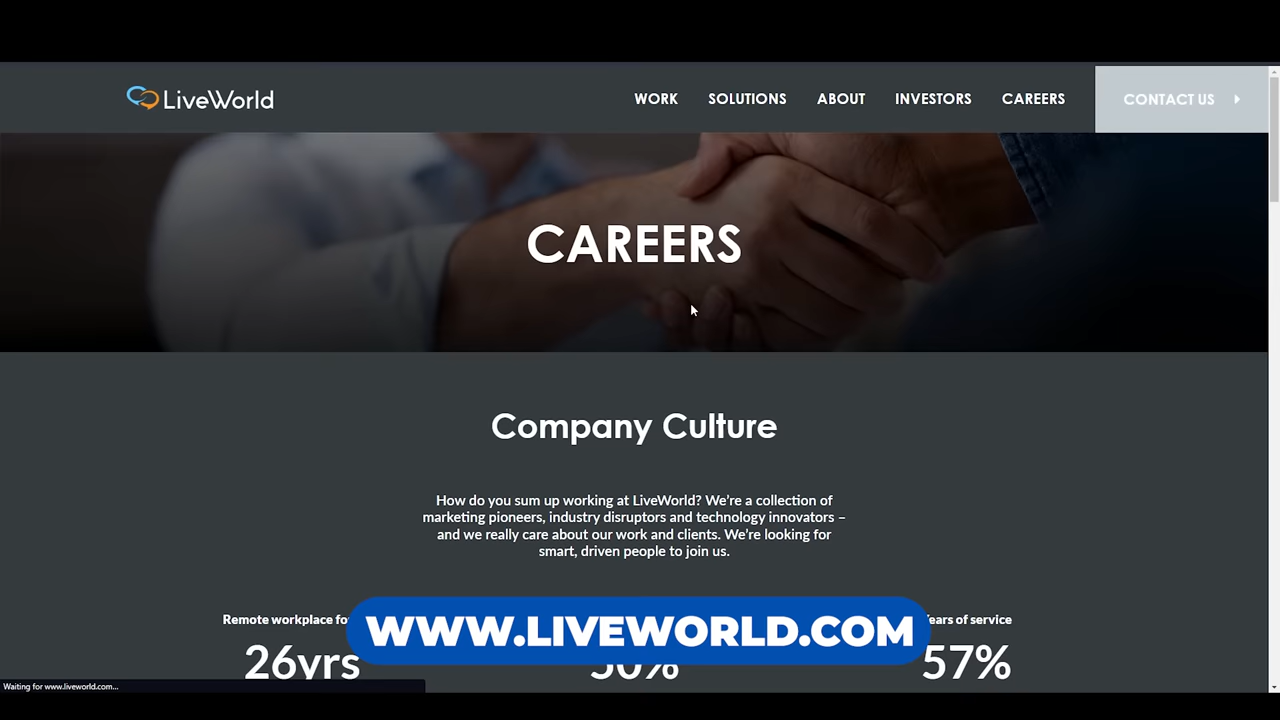 LiveWorld
WORK SOLUTIONS ABOUT INVESTORS CAREERS CONTACT US
CAREERS
Company Culture
How do you sum up working at LiveWorld? We're a collection of
marketing pioneers, industry disruptors and technology innovators –
and we really care about our work and clients. We're looking for
smart, driven people to join us.
Remote workplace of service
WWW.LIVEWORLD.COM
26yrs 50% 57%
Waiting for www.liveworld.com...